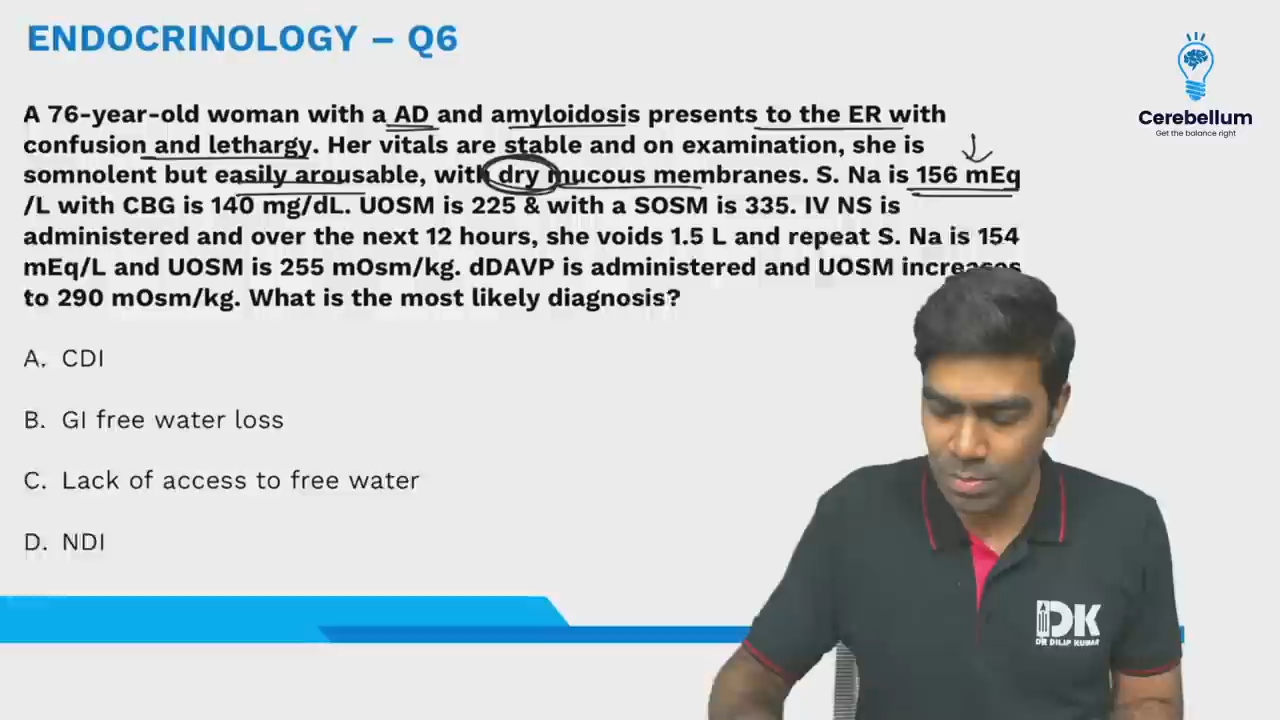 ENDOCRINOLOGY – Q6
Cerebellum
Get the balance right
A 76-year-old woman with a AD and amyloidosis presents to the ER with
confusion and lethargy. Her vitals are stable and on examination, she is
somnolent but easily arousable, with dry mucous membranes. S. Na is 156 mEq
/L with CBG is 140 mg/dL. UOSM is 225 & with a SOSM is 335. IV NS is
administered and over the next 12 hours, she voids 1.5 L and repeat S. Na is 154
mEq/L and UOSM is 255 mOsm/kg. dDAVP is administered and UOSM increases
to 290 mOsm/kg. What is the most likely diagnosis?
A. CDI
B. GI free water loss
C. Lack of access to free water
D. NDI
DK
DR DILIP KUMAR